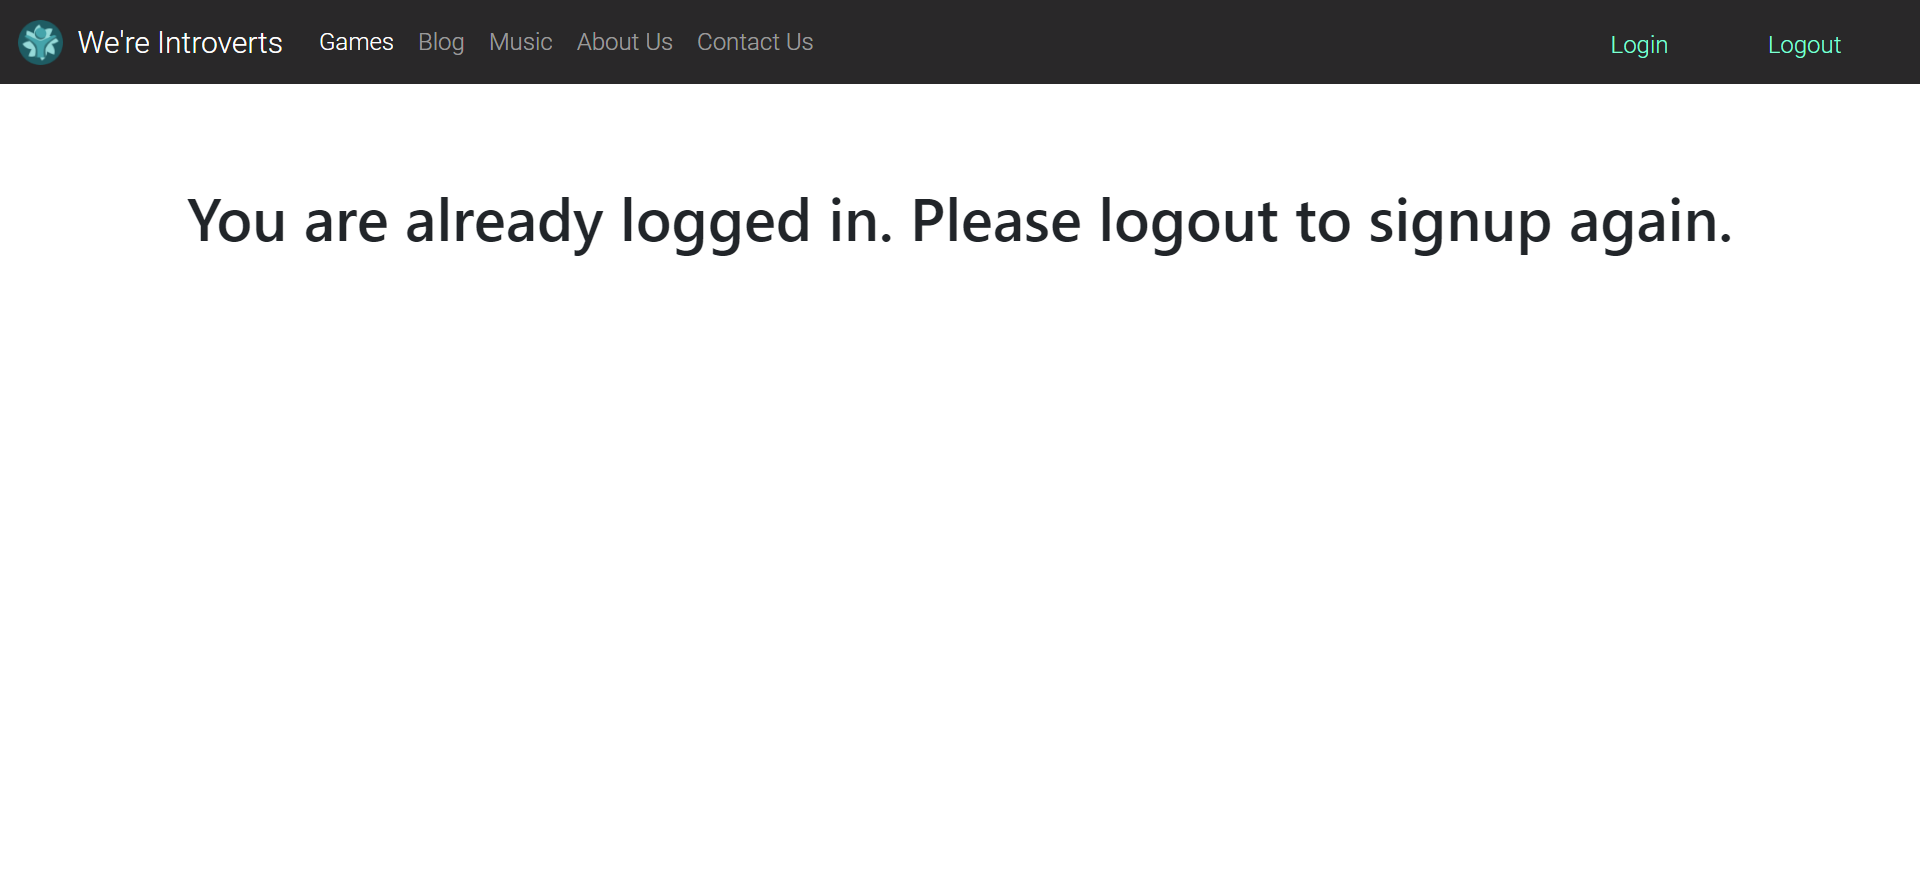 We're Introverts Games Blog Music About Us Contact Us Login Logout
You are already logged in. Please logout to signup again.